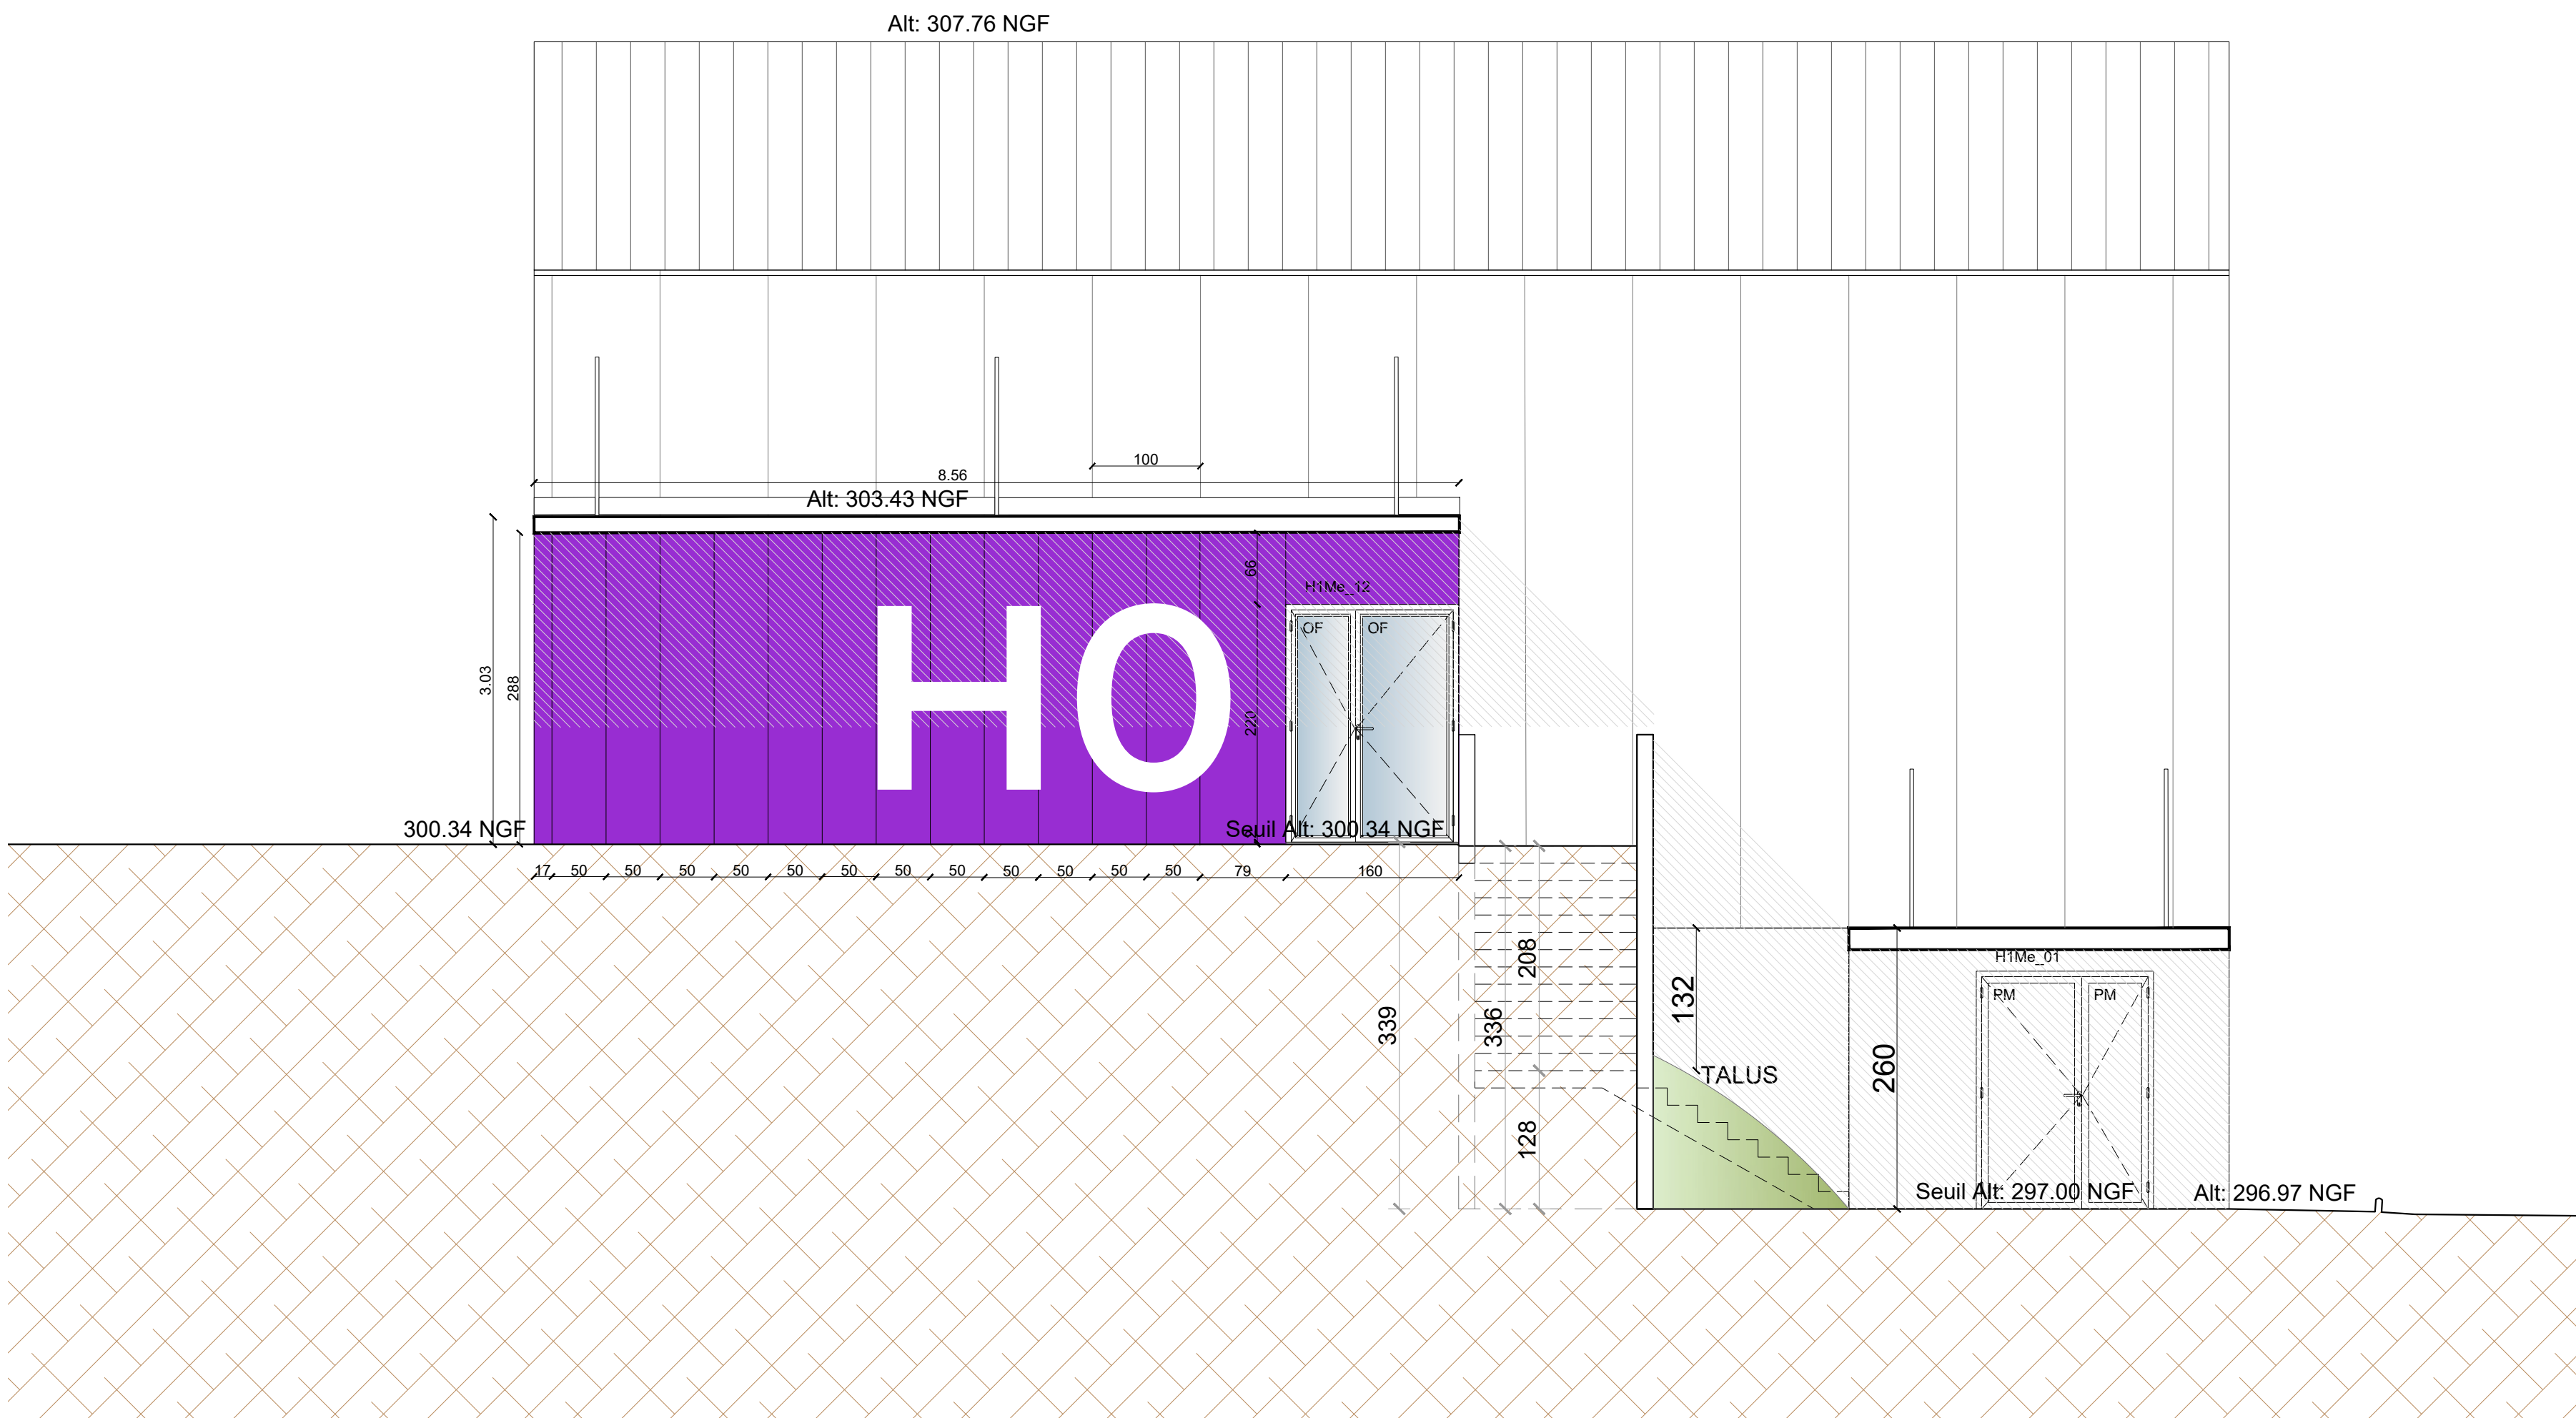 Alt: 307.76 NGF
100
8.56
Alt: 303.43 NGF
66
H1Me_12
OF
OF
HO
3.03
288
220
300.34 NGF
Seuil Alt: 300.34 NGF
17
50
50
50
50
50
50
50
50
50
50
50
50
79
160
208
132
H1Me_01
PM
PM
339
336
260
TALUS
128
Seuil Alt: 297.00 NGF
Alt: 296.97 NGF